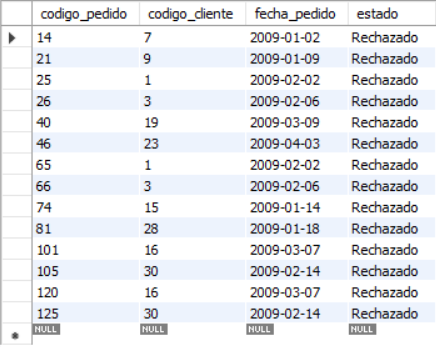 codigo_pedido codigo_cliente fecha_pedido estado
14 7 2009-01-02 Rechazado
21 9 2009-01-09 Rechazado
25 1 2009-02-02 Rechazado
26 3 2009-02-06 Rechazado
40 19 2009-03-09 Rechazado
46 23 2009-04-03 Rechazado
65 1 2009-02-02 Rechazado
66 3 2009-02-06 Rechazado
74 15 2009-01-14 Rechazado
81 28 2009-01-18 Rechazado
101 16 2009-03-07 Rechazado
105 30 2009-02-14 Rechazado
120 16 2009-03-07 Rechazado
125 30 2009-02-14 Rechazado
NULL NULL NULL NULL